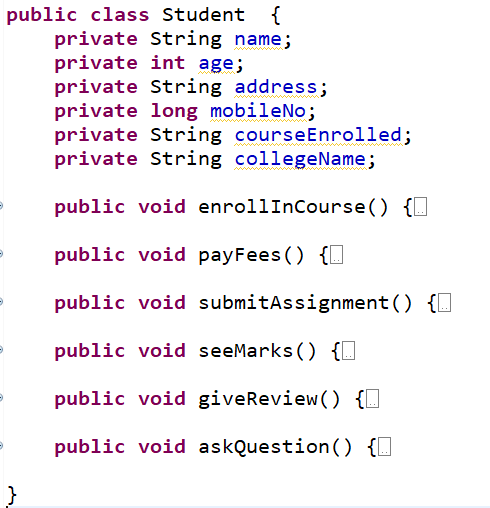 public class Student  {
    private String name;
    private int age;
    private String address;
    private long mobileNo;
    private String courseEnrolled;
    private String collegeName;
    public void enrollInCourse() {..
    public void payFees() {..
    public void submitAssignment() {..
    public void seeMarks() {..
    public void giveReview() {..
    public void askQuestion() {..
}